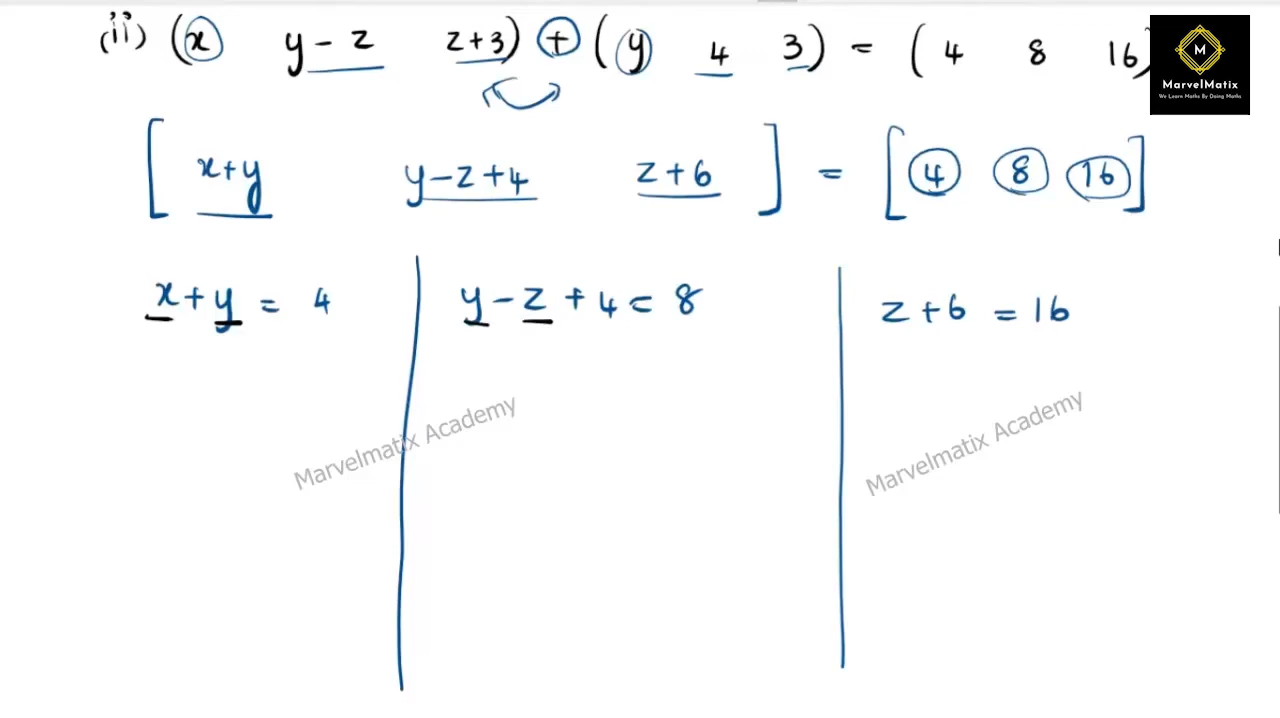 (ii) (x y-z z+3) + (y 4 3) = (4 8 16)
M
MarvelMatix
We Learn Maths By Doing Maths
[x+y y-z+4 z+6] = [4 8 16]
x+y = 4 y-z+4 = 8 z+6 = 16
Marvelmatix Academy Marvelmatix Academy